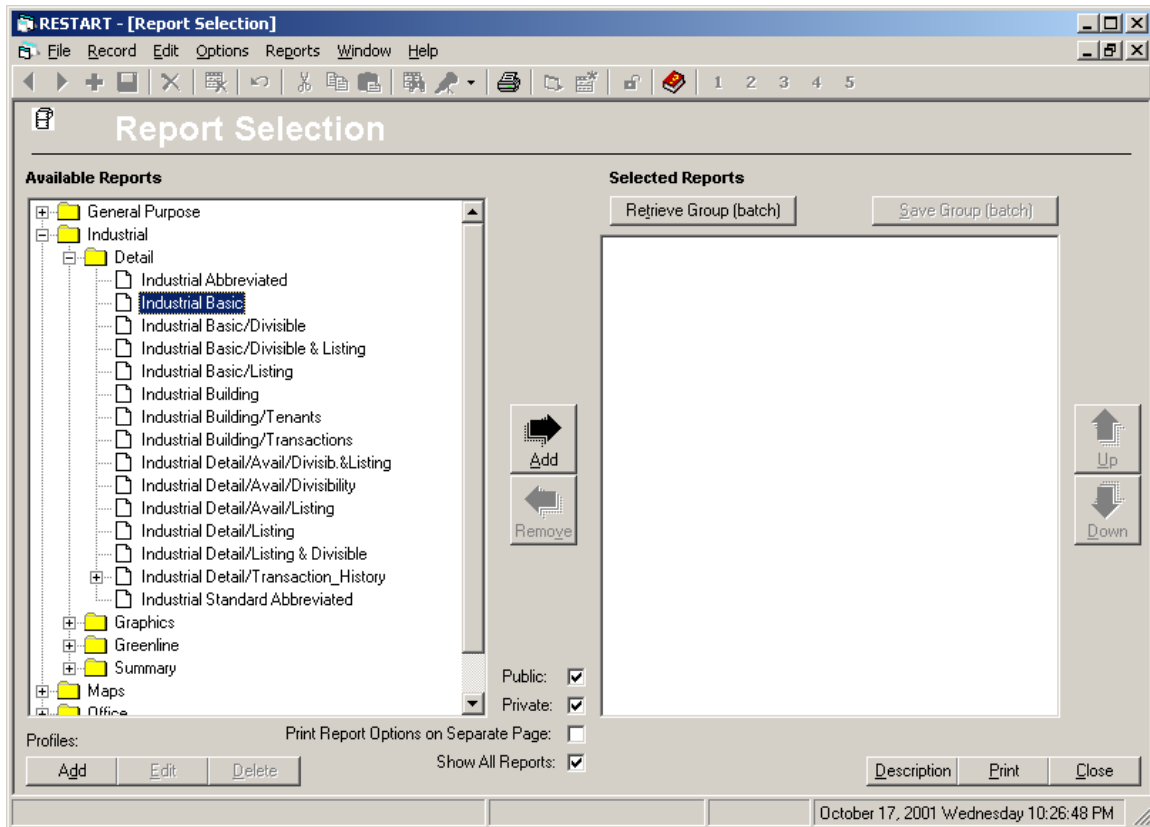 RESTART - [Report Selection]
File Record Edit Options Reports Window Help
1 2 3 4 5
Report Selection
Available Reports
Selected Reports
Retrieve Group (batch)
Save Group (batch)
General Purpose
Industrial
Detail
Industrial Abbreviated
Industrial Basic
Industrial Basic/Divisible
Industrial Basic/Divisible & Listing
Industrial Basic/Listing
Industrial Building
Industrial Building/Tenants
Industrial Building/Transactions
Industrial Detail/Avail/Divisib.&Listing
Industrial Detail/Avail/Divisibility
Industrial Detail/Avail/Listing
Industrial Detail/Listing
Industrial Detail/Listing & Divisible
Industrial Detail/Transaction_History
Industrial Standard Abbreviated
Graphics
Greenline
Summary
Maps
Office
Add
Remove
Up
Down
Public:
Private:
Print Report Options on Separate Page:
Show All Reports:
Profiles:
Add Edit Delete
Description Print Close
October 17, 2001 Wednesday 10:26:48 PM